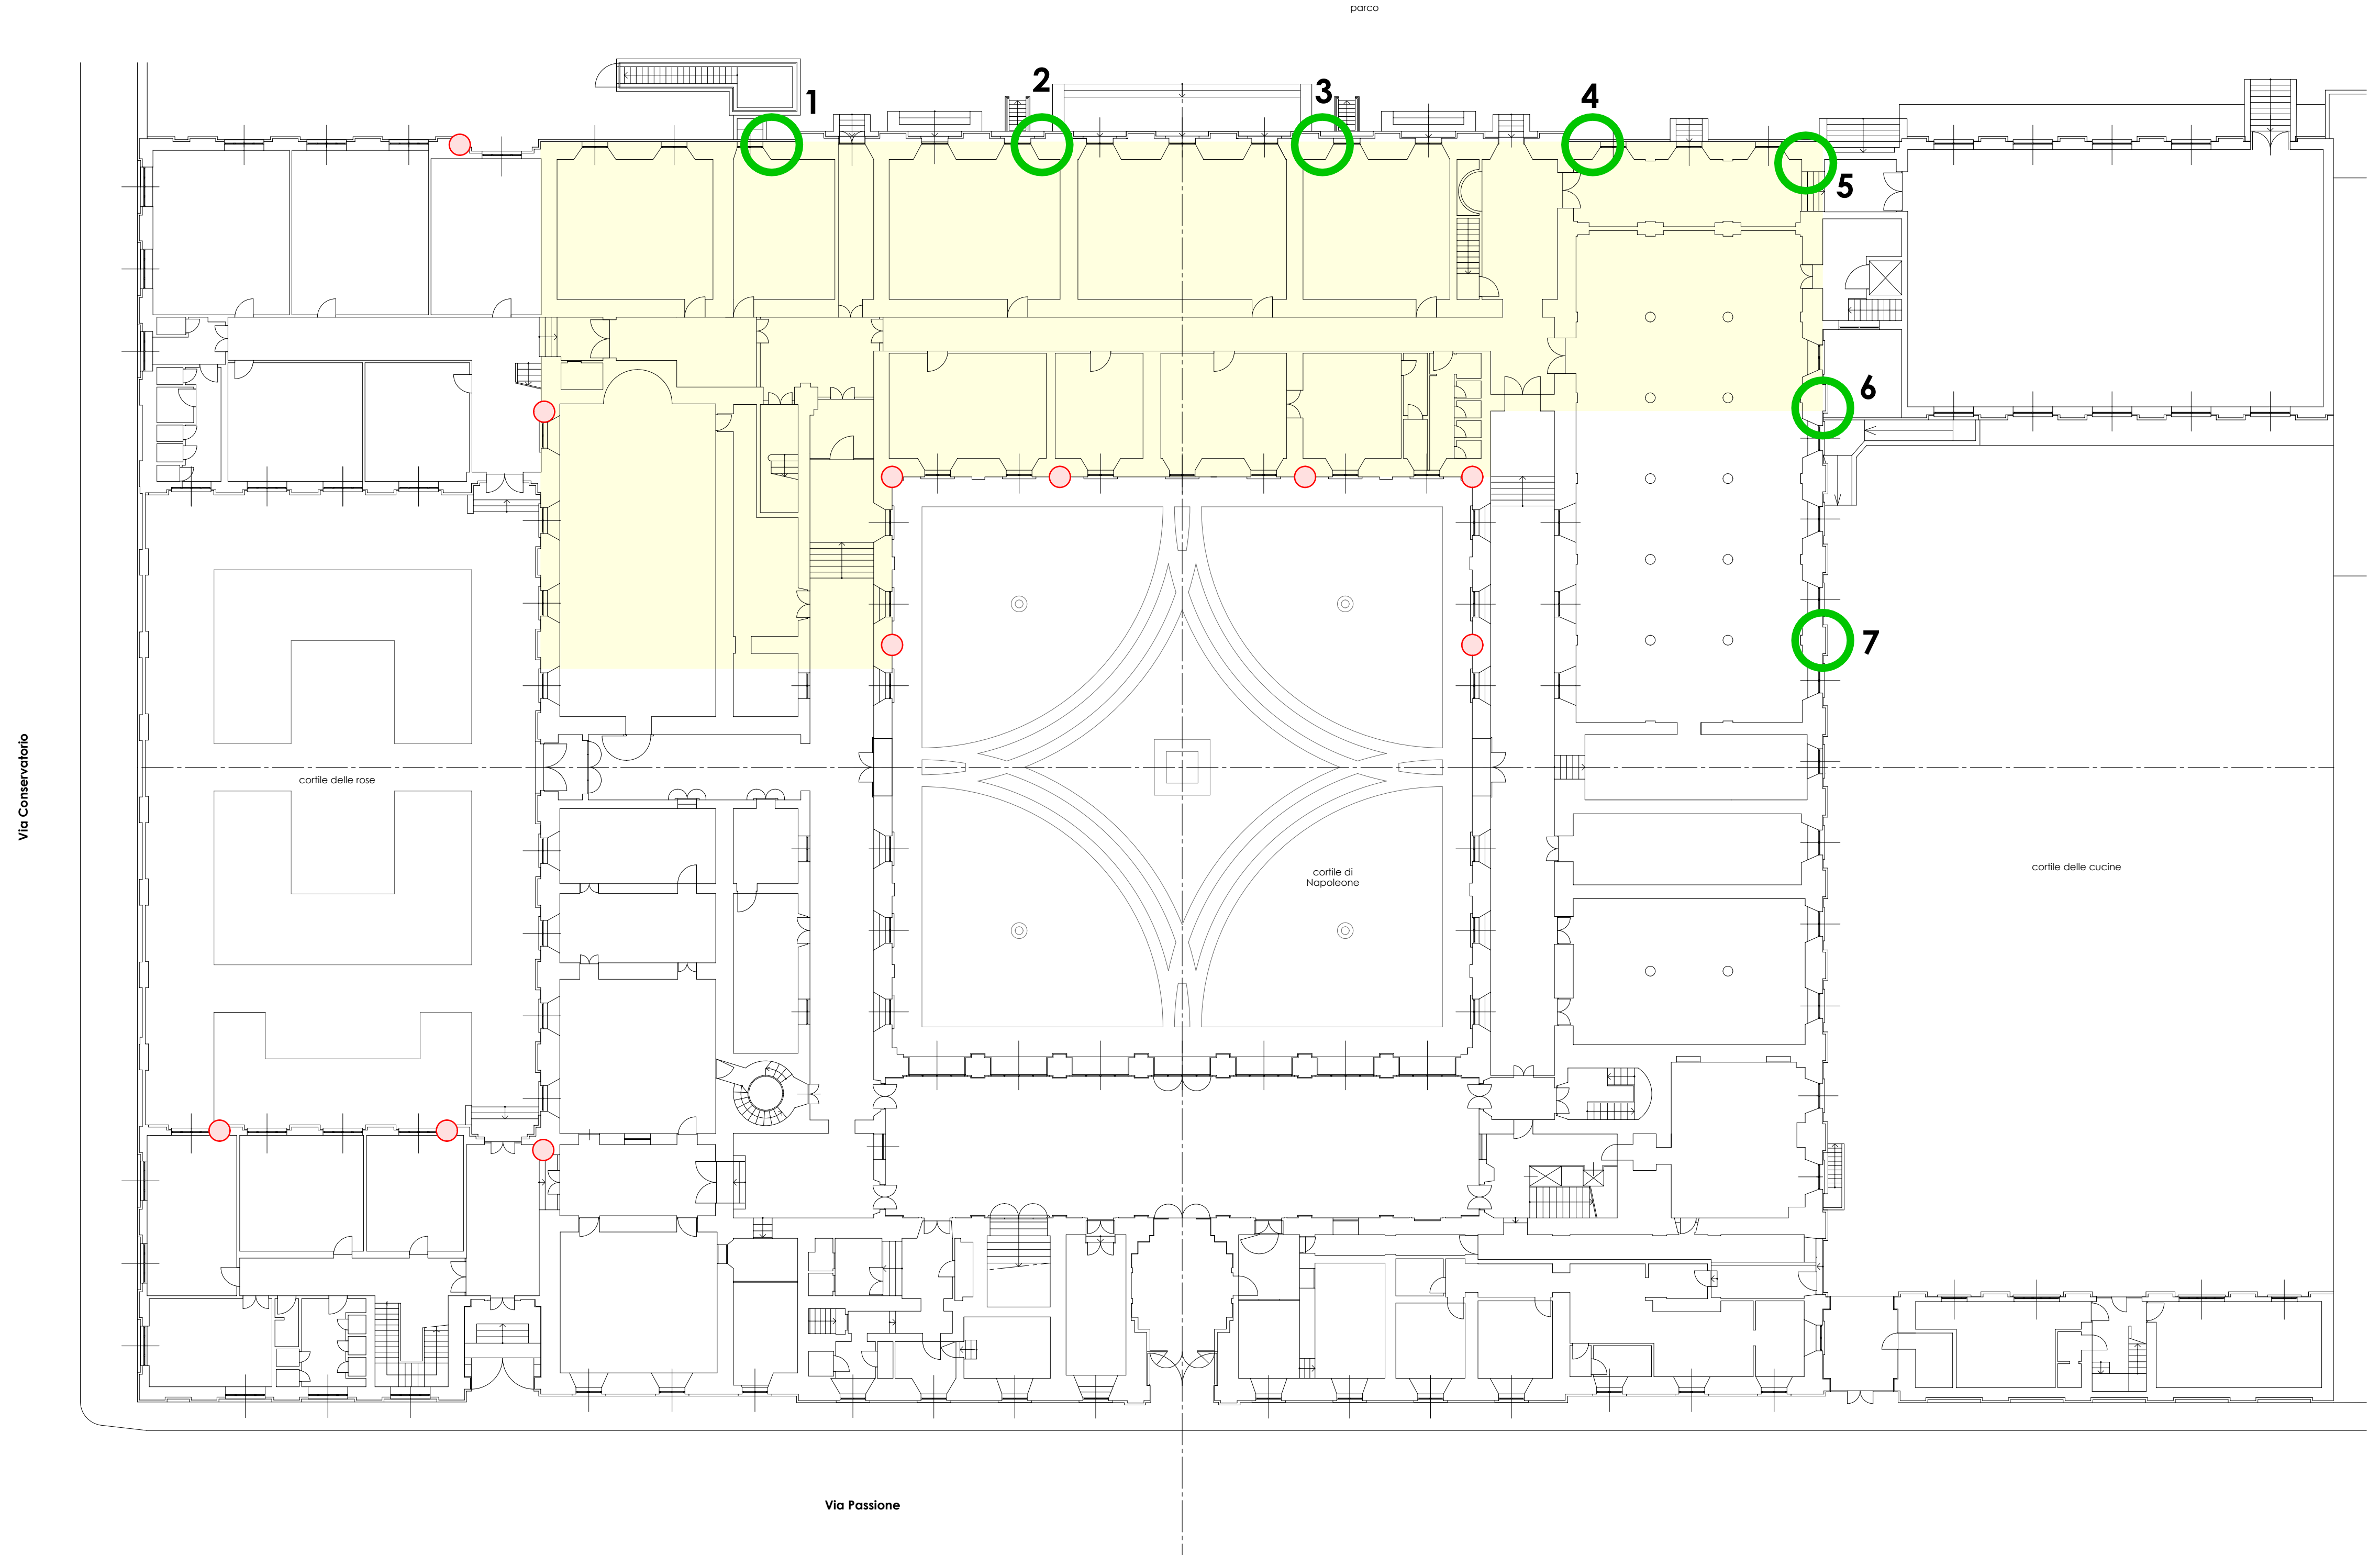 parco
1
2
3
4
5
6
7
Via Conservatorio
cortile delle rose
cortile di
Napoleone
cortile delle cucine
Via Passione